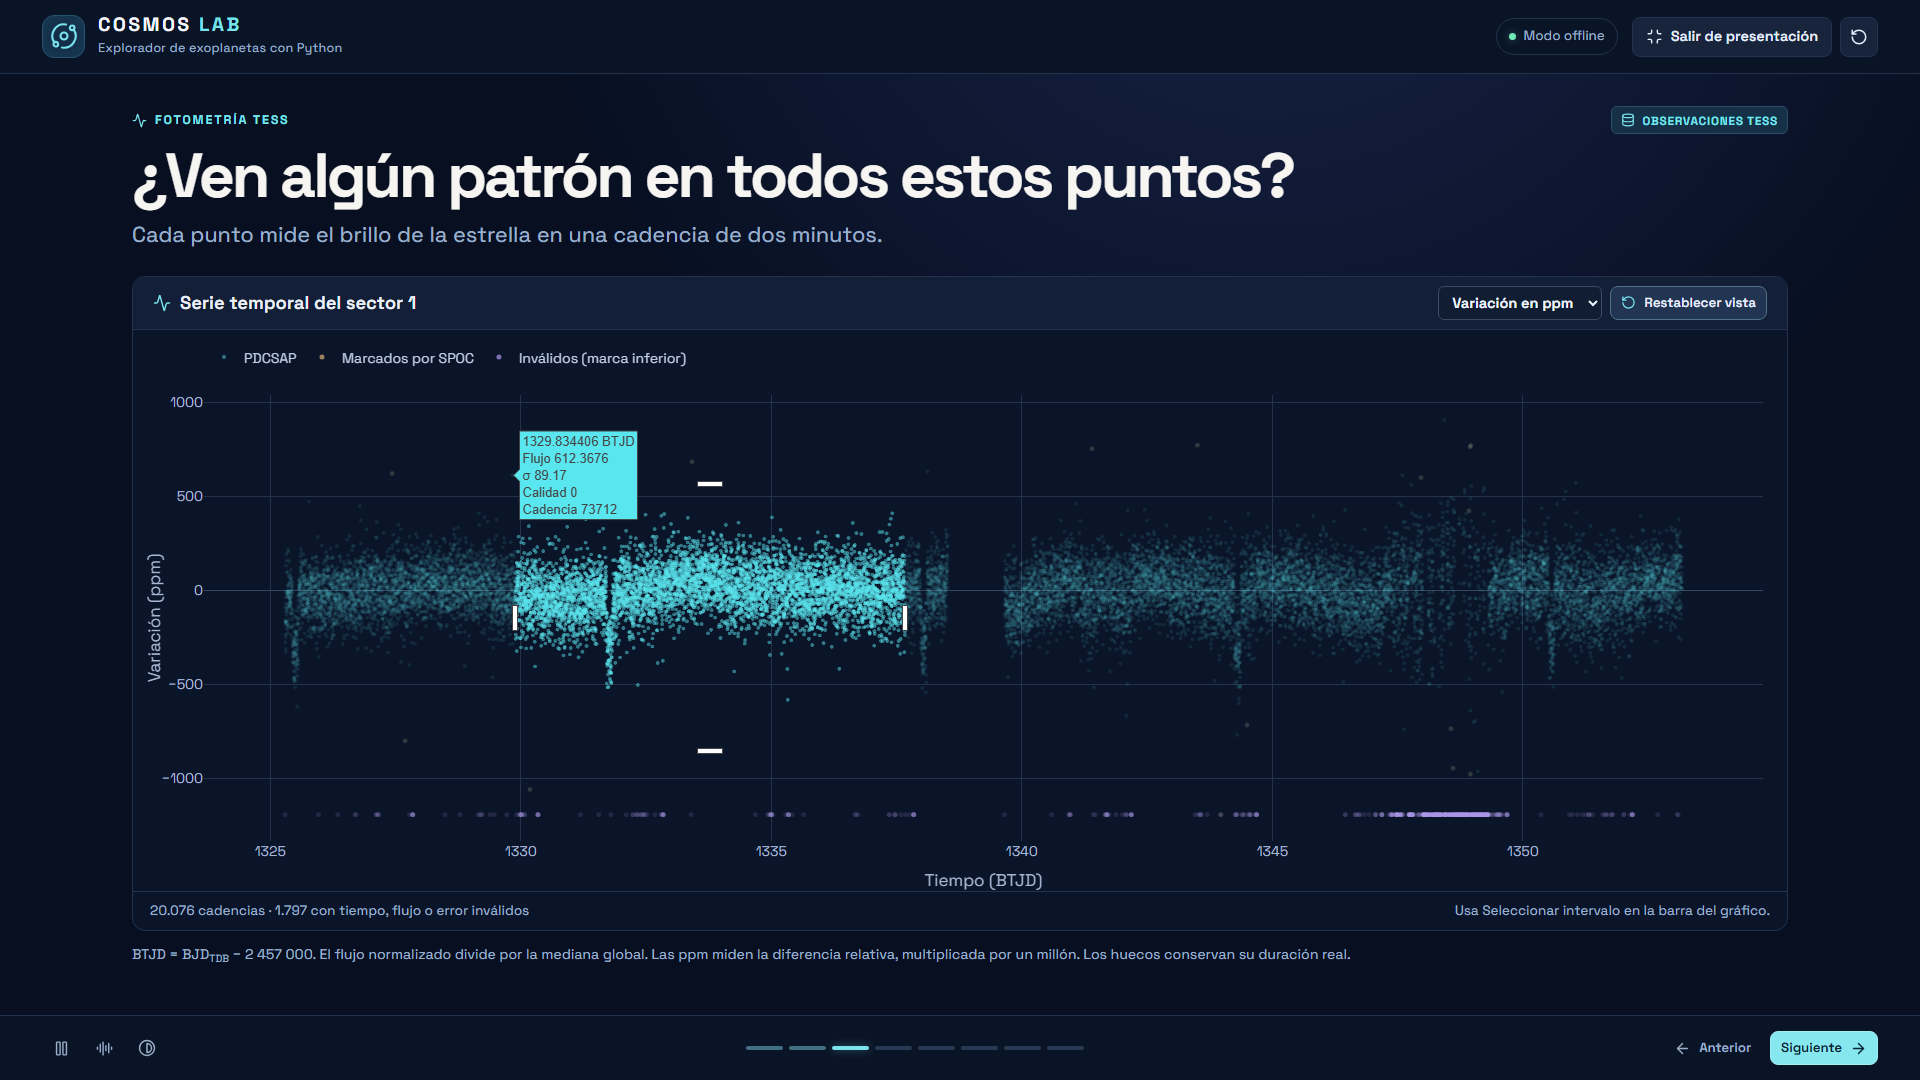 COSMOS LAB
Explorador de exoplanetas con Python
Modo offline
Salir de presentación
FOTOMETRÍA TESS
OBSERVACIONES TESS
¿Ven algún patrón en todos estos puntos?
Cada punto mide el brillo de la estrella en una cadencia de dos minutos.
Serie temporal del sector 1
Variación en ppm
Restablecer vista
PDCSAP
Marcados por SPOC
Inválidos (marca inferior)
1000
500
0
−500
−1000
Variación (ppm)
1329.834406 BTJD
Flujo 612.3676
σ 89.17
Calidad 0
Cadencia 73712
1325
1330
1335
1340
1345
1350
Tiempo (BTJD)
20.076 cadencias · 1.797 con tiempo, flujo o error inválidos
Usa Seleccionar intervalo en la barra del gráfico.
BTJD = BJDTDB − 2 457 000. El flujo normalizado divide por la mediana global. Las ppm miden la diferencia relativa, multiplicada por un millón. Los huecos conservan su duración real.
Anterior
Siguiente